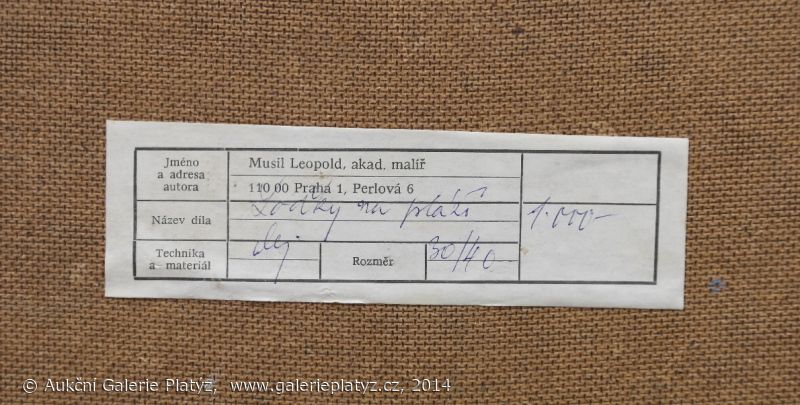 Jméno
a adresa
autora
Musil Leopold, akad. malíř
110 00 Praha 1, Perlová 6
Název díla
Loďky na pláži
1.000-
Technika
a materiál
olej
Rozměr
30/40
© Aukční Galerie Platýz, www.galerieplatyz.cz, 2014